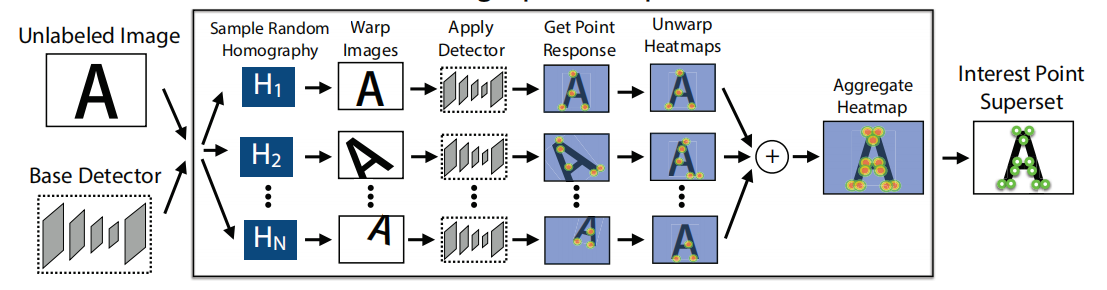 Unlabeled Image
A
Base Detector
Sample Random
Homography
Warp
Images
Apply
Detector
Get Point
Response
Unwarp
Heatmaps
H1
A
A
A
H2
A
A
A
HN
A
A
A
+
Aggregate
Heatmap
A
Interest Point
Superset
A